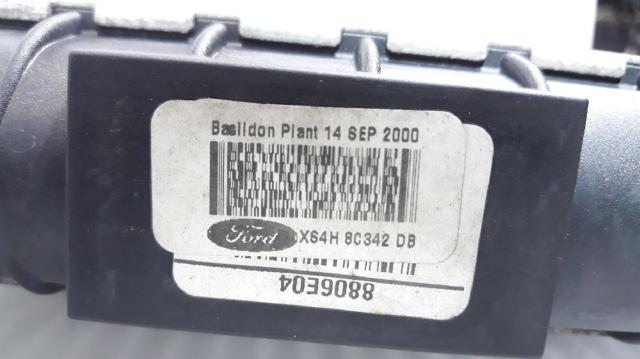 Basildon Plant 14 SEP 2000
Ford XS4H 8C342 DB
8806E04